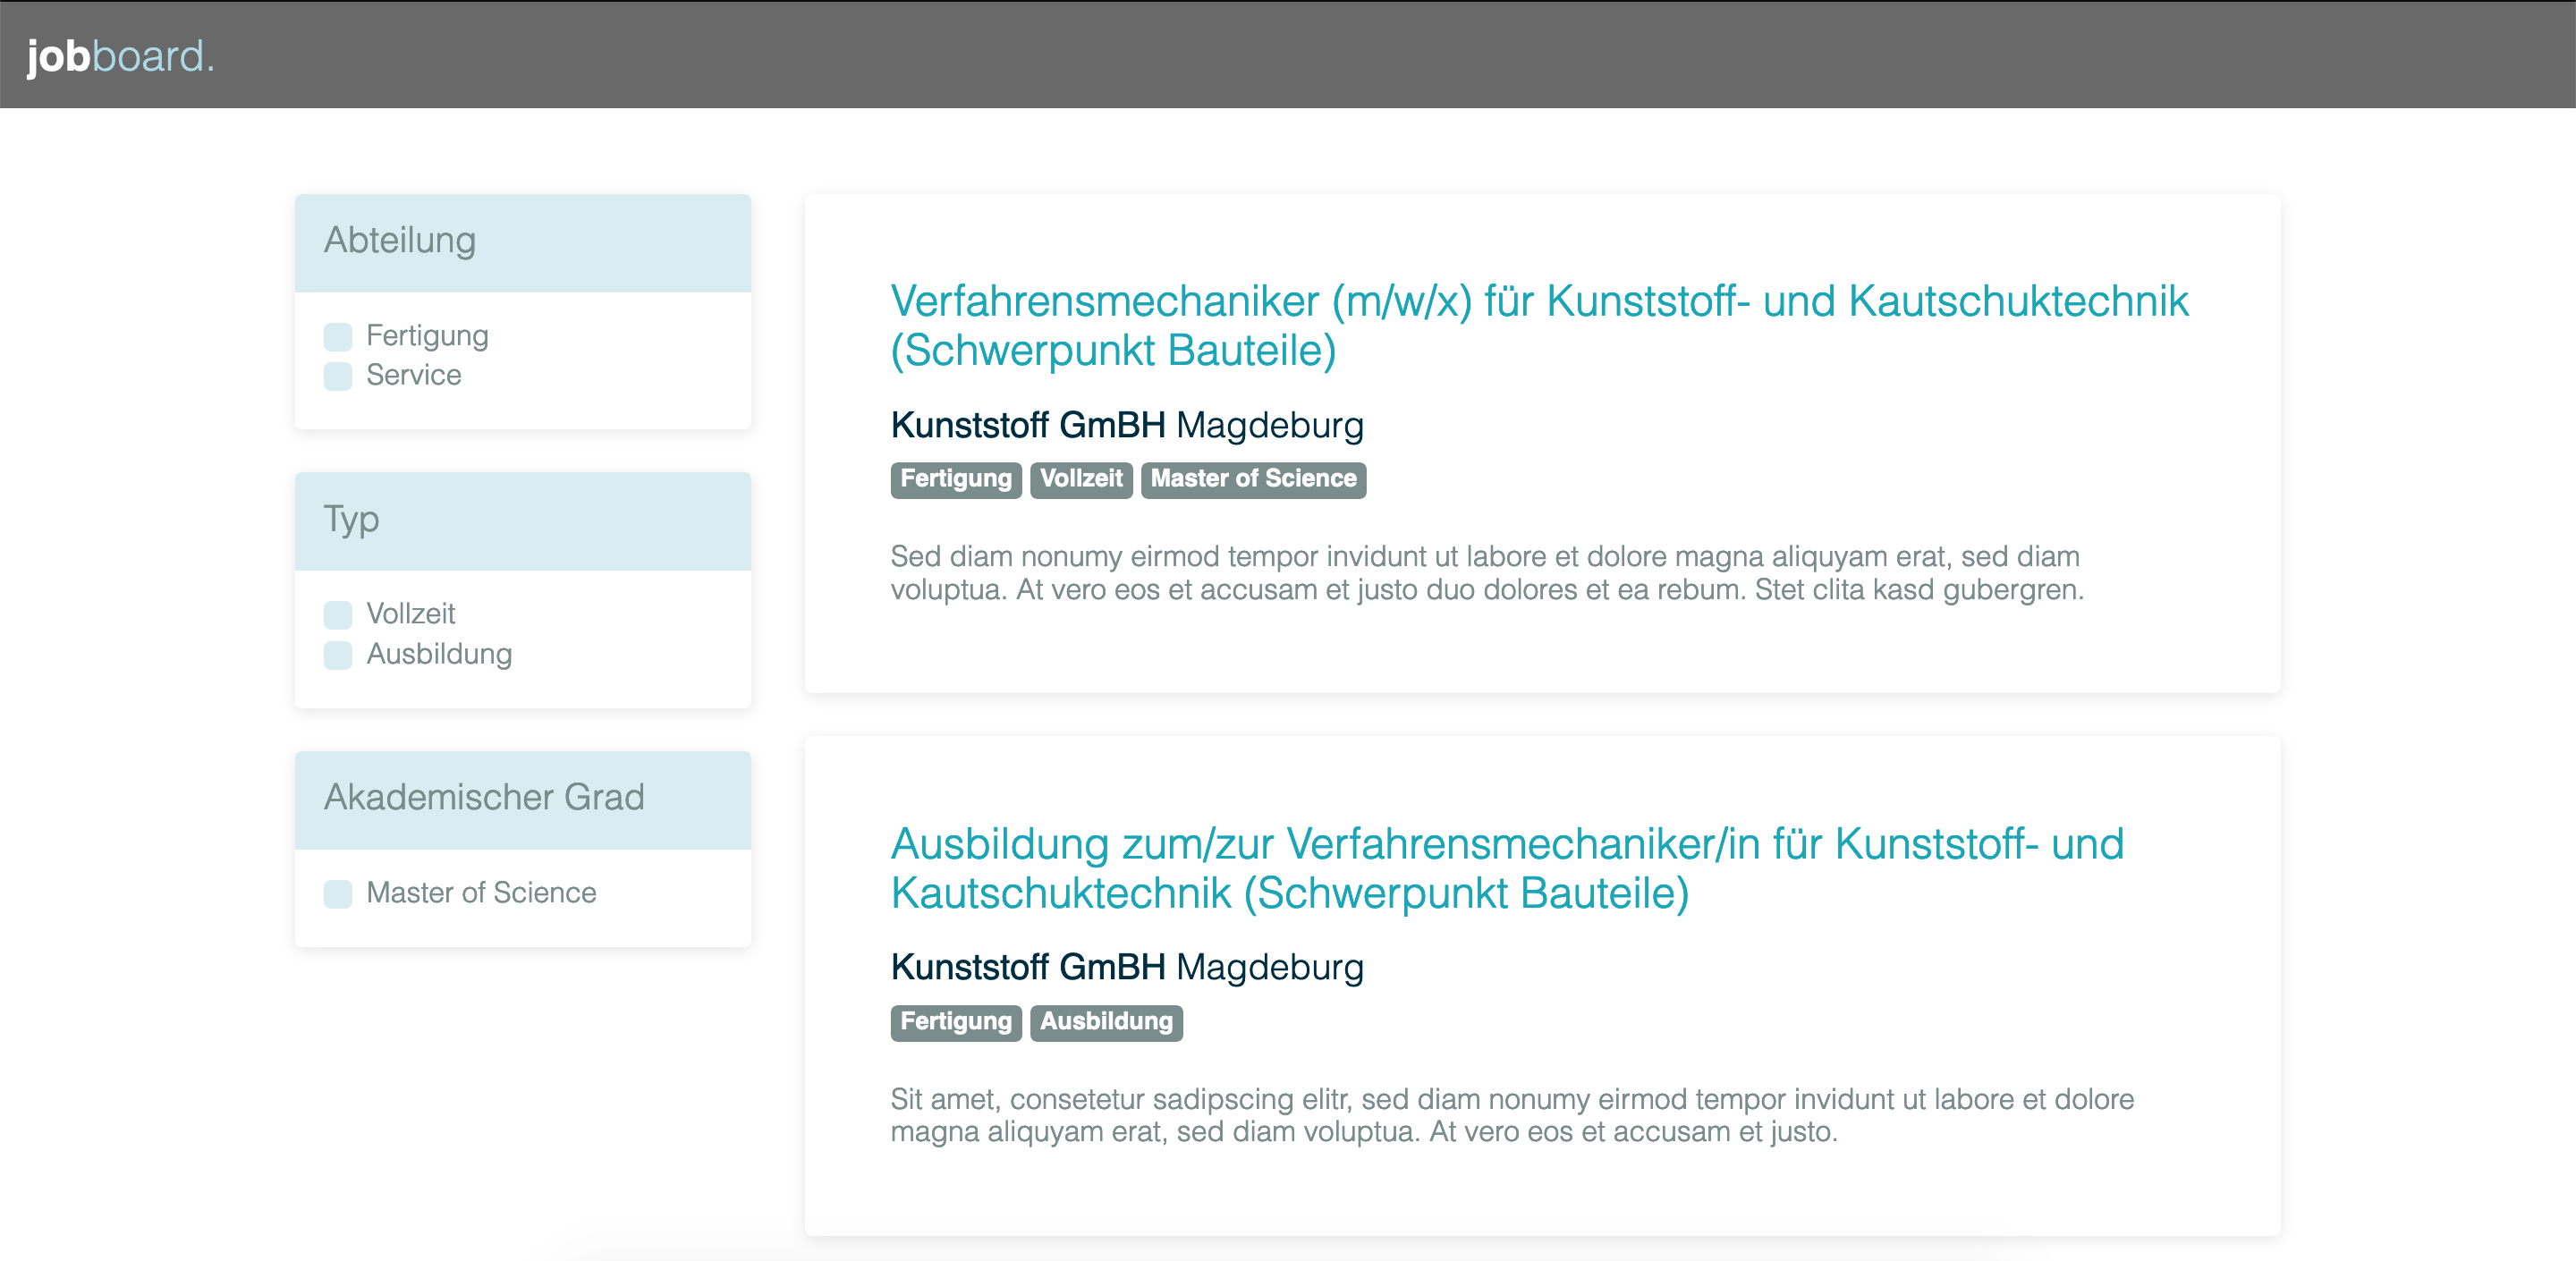 jobboard.
Abteilung
Fertigung
Service
Typ
Vollzeit
Ausbildung
Akademischer Grad
Master of Science
Verfahrensmechaniker (m/w/x) für Kunststoff- und Kautschuktechnik
(Schwerpunkt Bauteile)
Kunststoff GmBH Magdeburg
Fertigung Vollzeit Master of Science
Sed diam nonumy eirmod tempor invidunt ut labore et dolore magna aliquyam erat, sed diam
voluptua. At vero eos et accusam et justo duo dolores et ea rebum. Stet clita kasd gubergren.
Ausbildung zum/zur Verfahrensmechaniker/in für Kunststoff- und
Kautschuktechnik (Schwerpunkt Bauteile)
Kunststoff GmBH Magdeburg
Fertigung Ausbildung
Sit amet, consetetur sadipscing elitr, sed diam nonumy eirmod tempor invidunt ut labore et dolore
magna aliquyam erat, sed diam voluptua. At vero eos et accusam et justo.